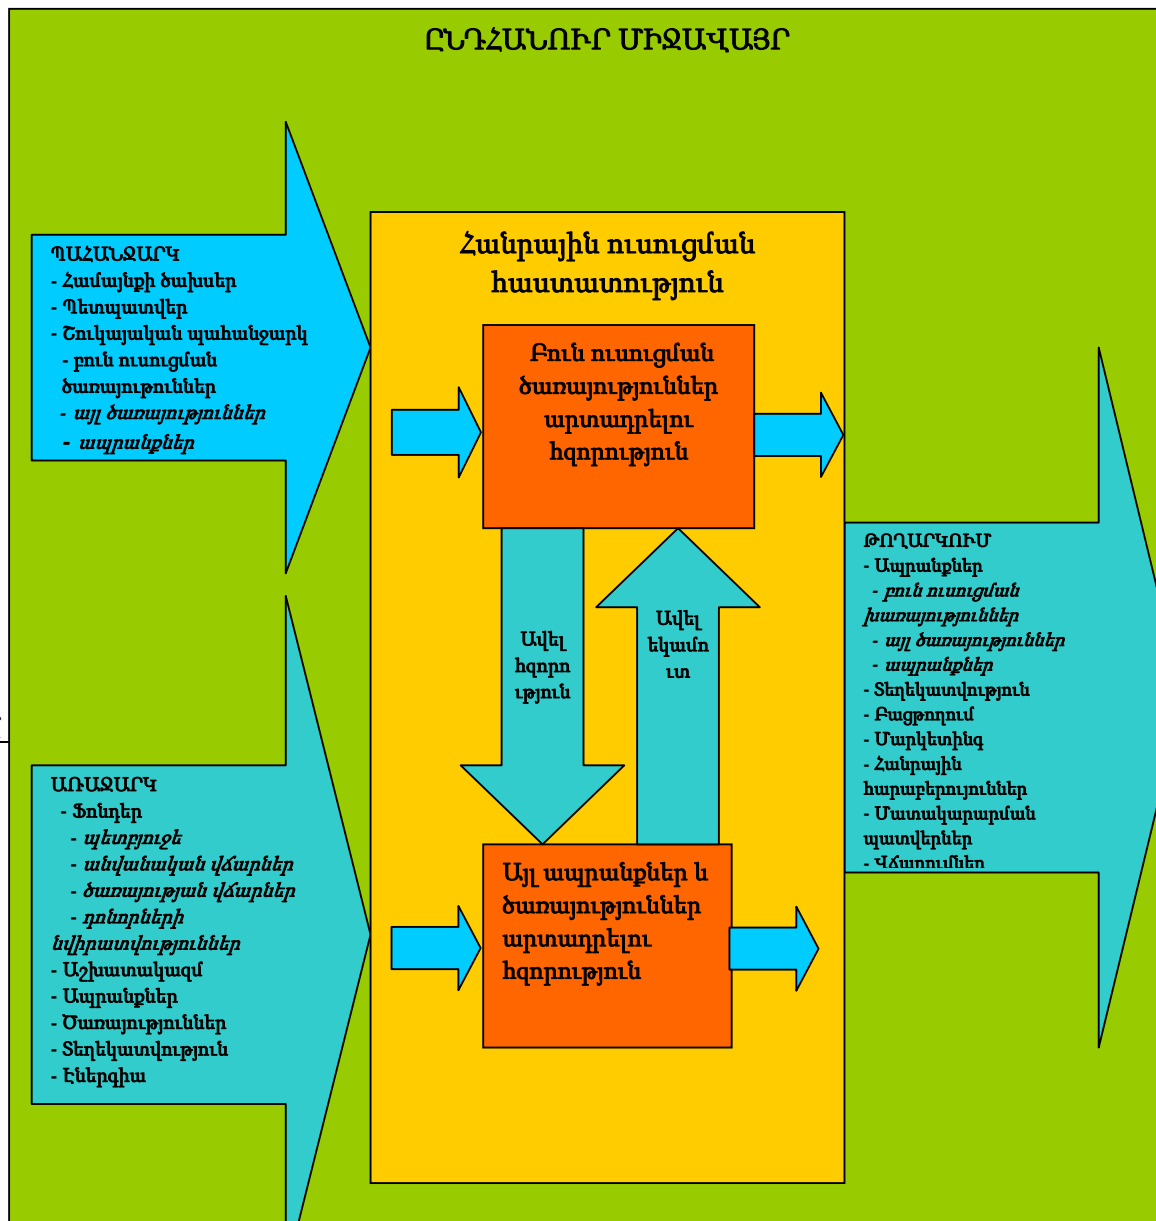 ԸՆԴՀԱՆՈՒՐ ՄԻՋԱՎԱՅՐ
ՊԱՀԱՆՋԱՐԿ
- Համայնքի ծախսեր
- Պետպատվեր
- Շուկայական պահանջարկ
- բուն ուսուցման
ծառայութուններ
- այլ ծառայություններ
- ապրանքներ
Հանրային ուսուցման
հաստատություն
Բուն ուսուցման
ծառայություններ
արտադրելու
հզորություն
Ավել
հզորո
ւթյուն
Ավել
եկամո
ւտ
Այլ ապրանքներ և
ծառայություններ
արտադրելու
հզորություն
ԱՌԱՋԱՐԿ
- Ֆոնդեր
- պետբյուջե
- անվանական վճարներ
- ծառայության վճարներ
- դոնորների
նվիրատվություններ
- Աշխատակազմ
- Ապրանքներ
- Ծառայություններ
- Տեղեկատվություն
- Էներգիա
ԹՈՂԱՐԿՈՒՄ
- Ապրանքներ
- բուն ուսուցման
խառայություններ
- այլ ծառայություններ
- ապրանքներ
- Տեղեկատվություն
- Բացթողում
- Մարկետինգ
- Հանրային
հարաբերույուններ
- Մատակարարման
պատվերներ
- Վճարումներ